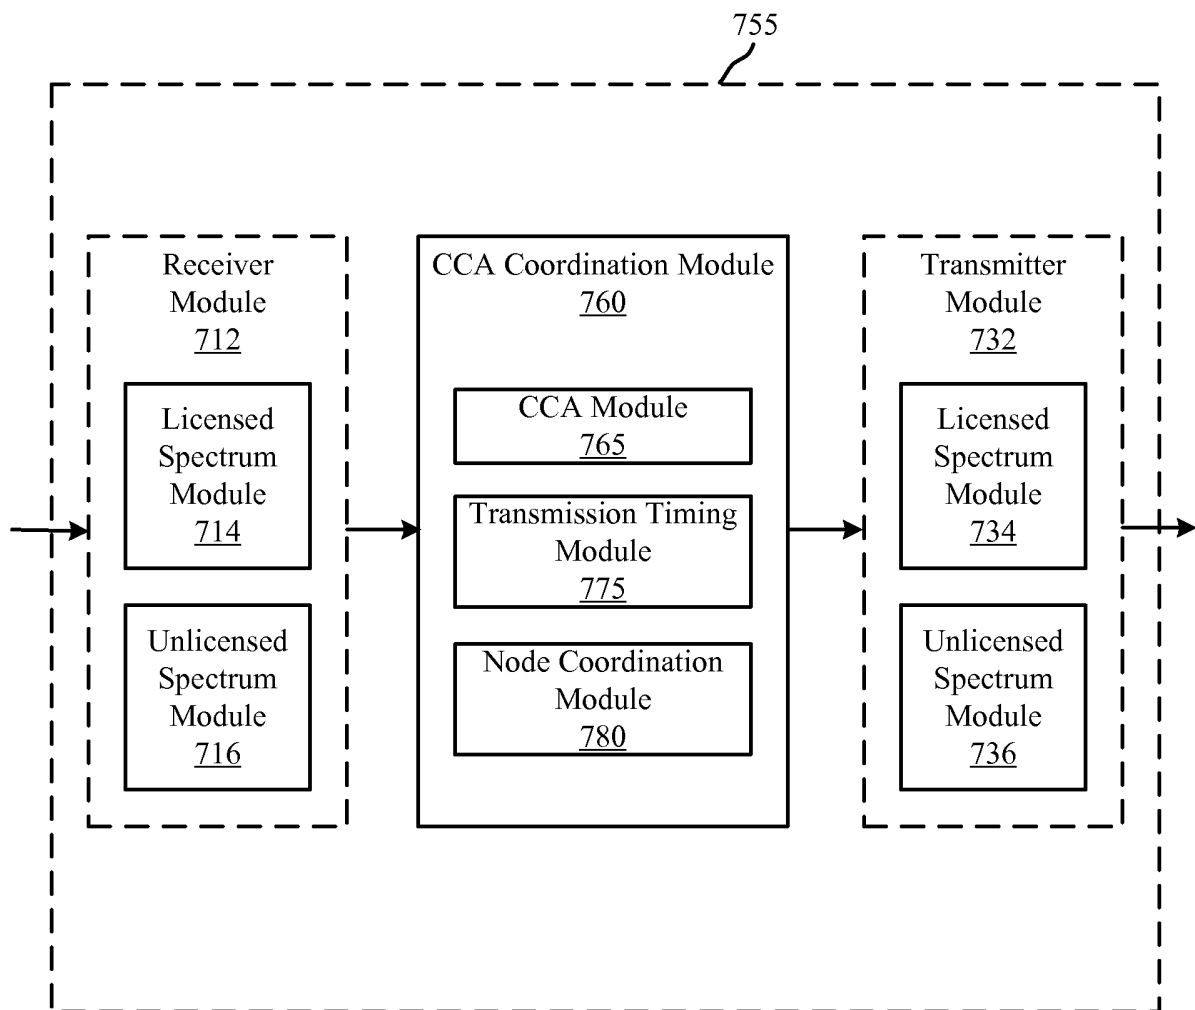 755
Receiver
Module
712
Licensed
Spectrum
Module
714
Unlicensed
Spectrum
Module
716
CCA Coordination Module
760
CCA Module
765
Transmission Timing
Module
775
Node Coordination
Module
780
Transmitter
Module
732
Licensed
Spectrum
Module
734
Unlicensed
Spectrum
Module
736